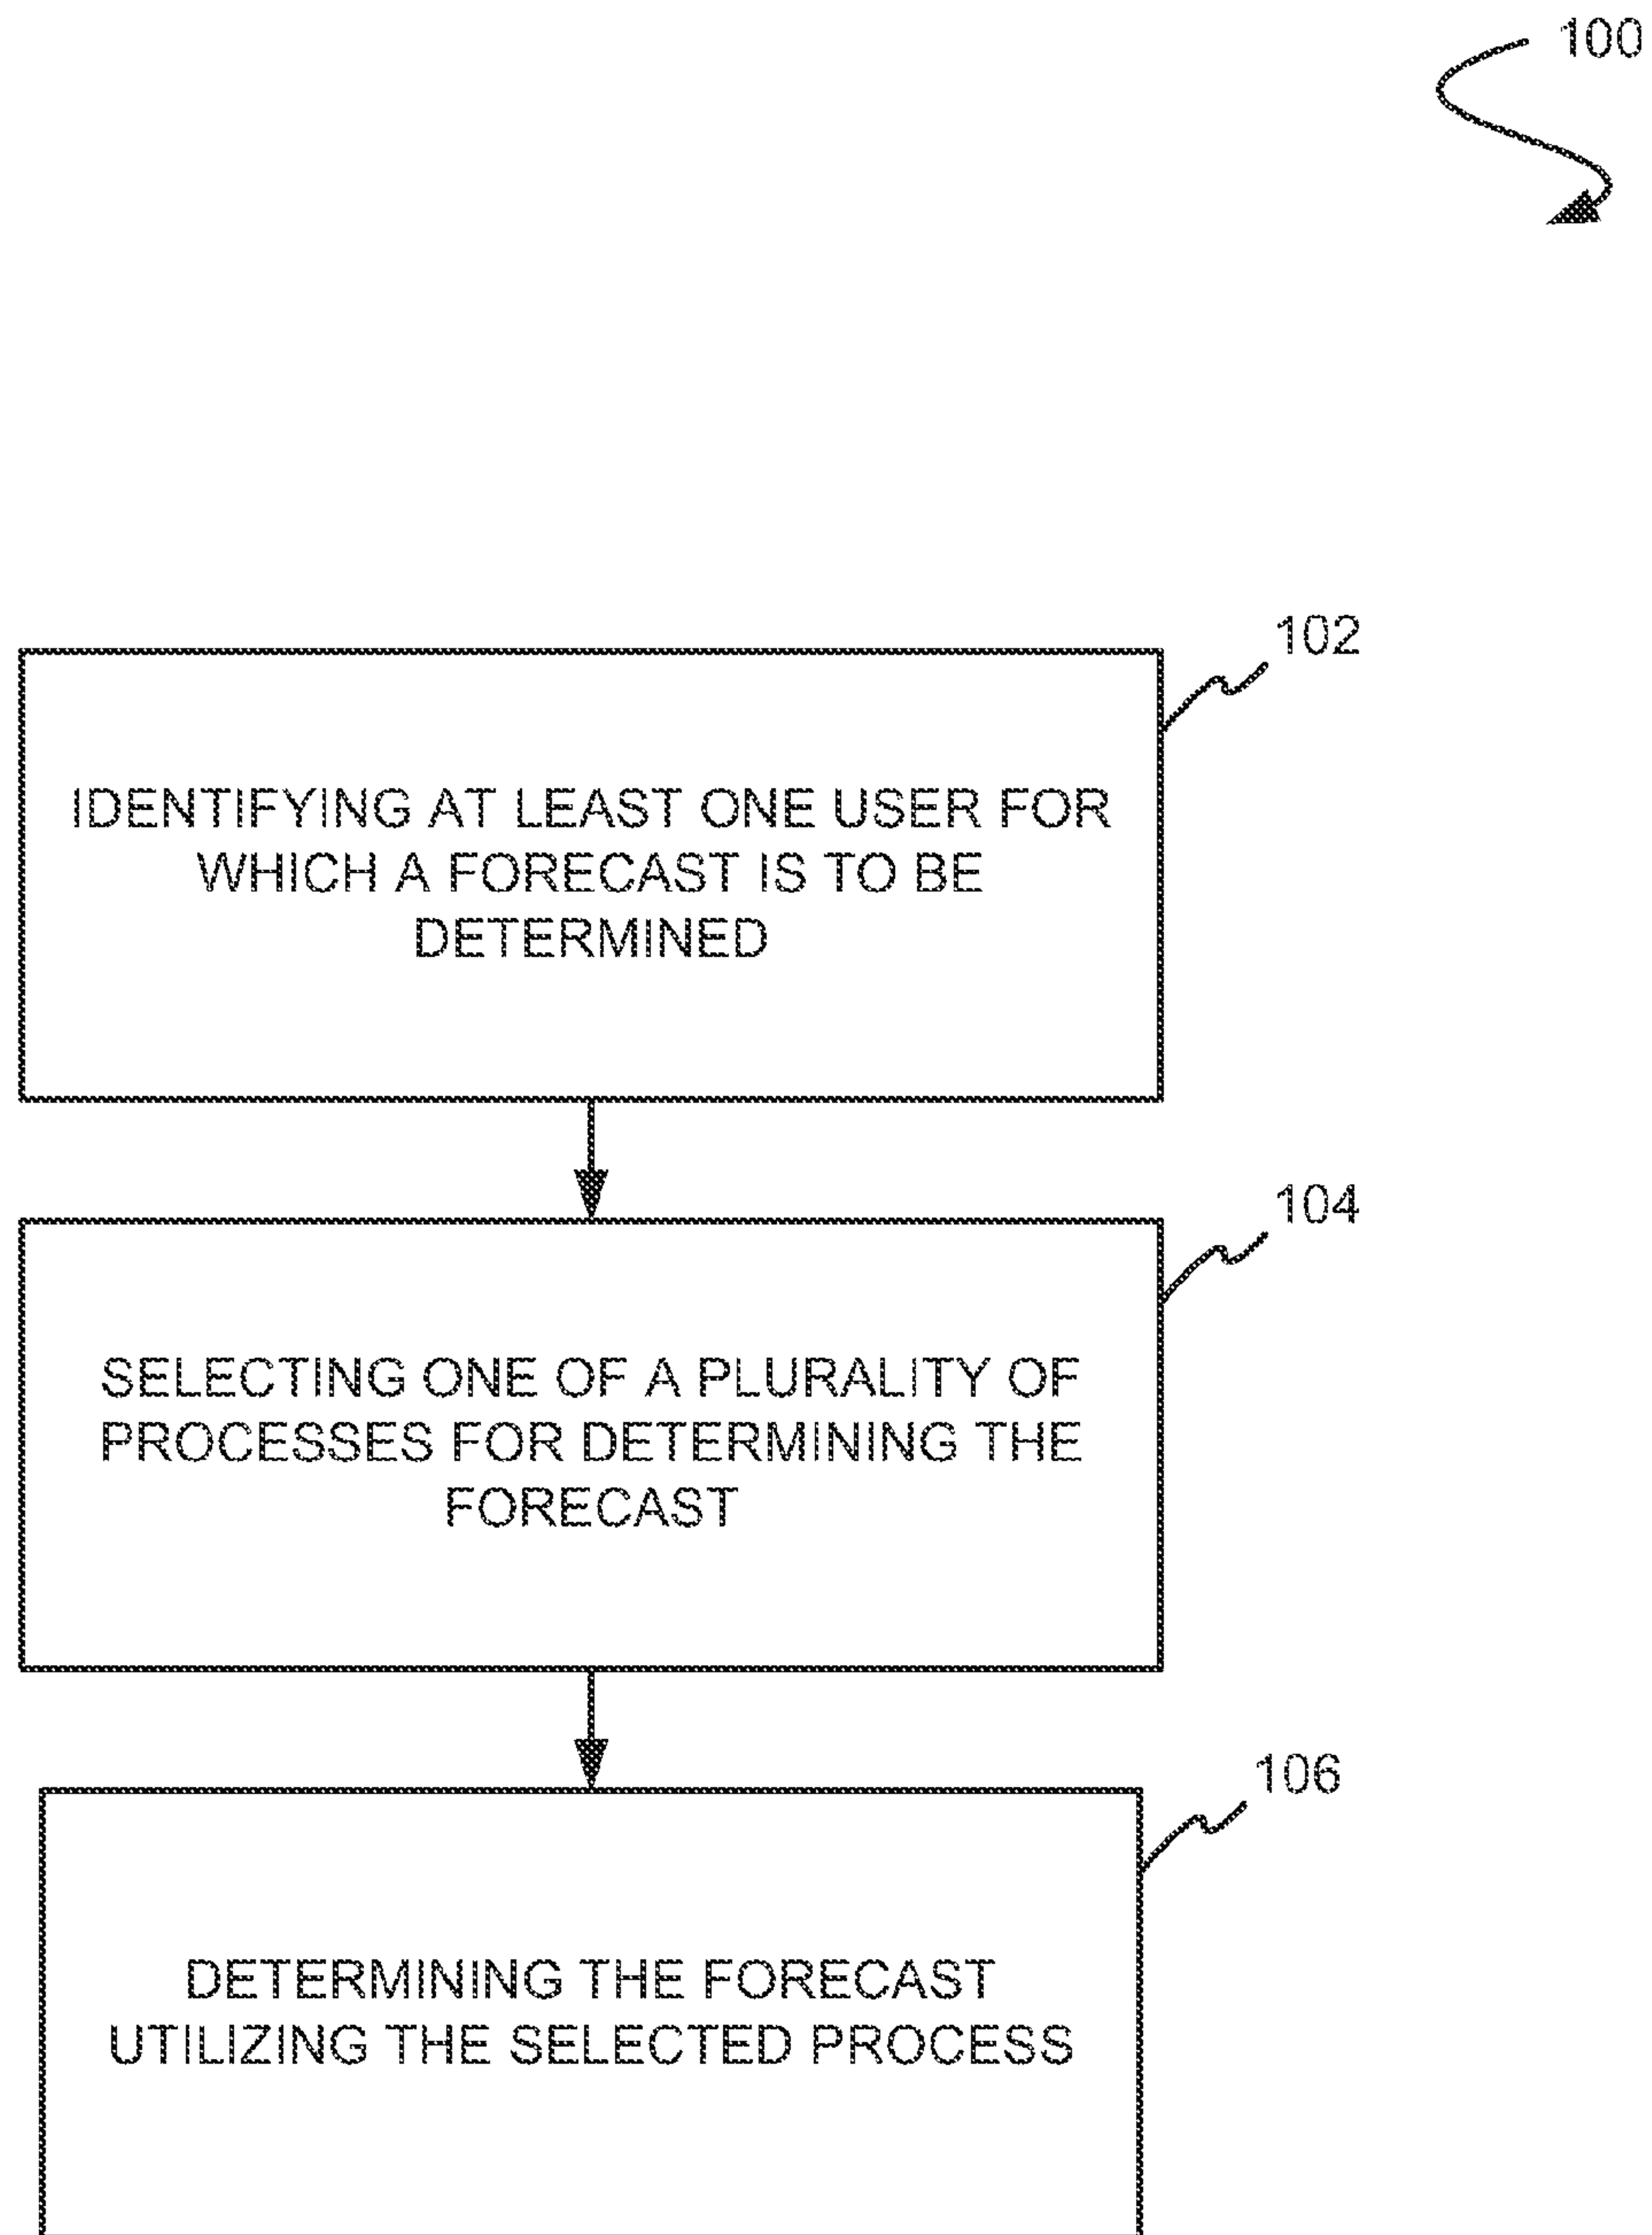 100
102
IDENTIFYING AT LEAST ONE USER FOR
WHICH A FORECAST IS TO BE
DETERMINED
104
SELECTING ONE OF A PLURALITY OF
PROCESSES FOR DETERMINING THE
FORECAST
106
DETERMINING THE FORECAST
UTILIZING THE SELECTED PROCESS